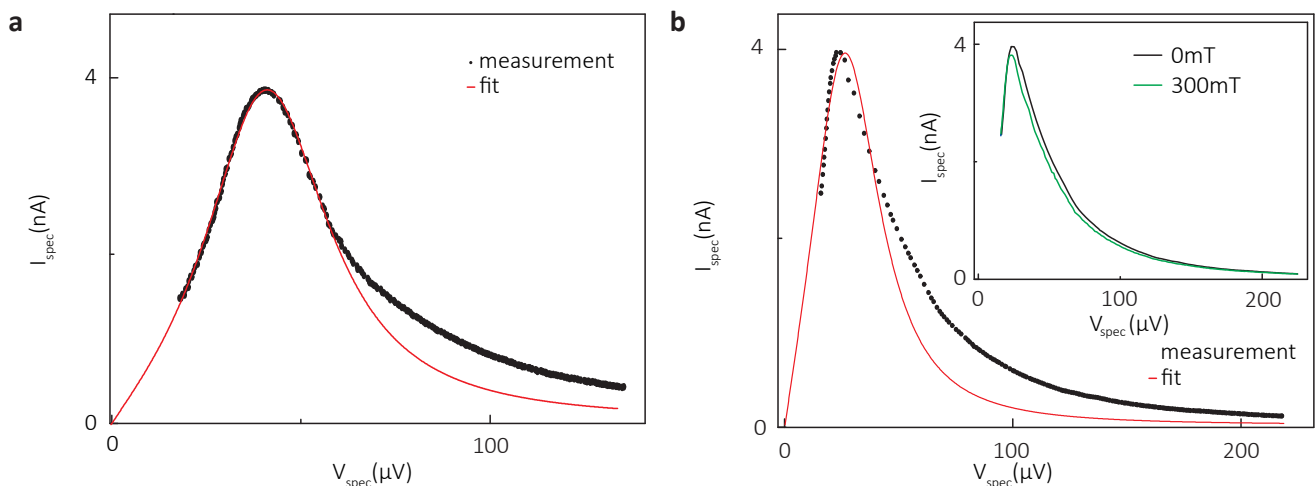 a
4
0
I_spec(nA)
0
100
V_spec(µV)
measurement
fit
b
4
0
I_spec(nA)
0
100
200
V_spec(µV)
measurement
fit
4
0
I_spec(nA)
0
100
200
V_spec(µV)
0mT
300mT